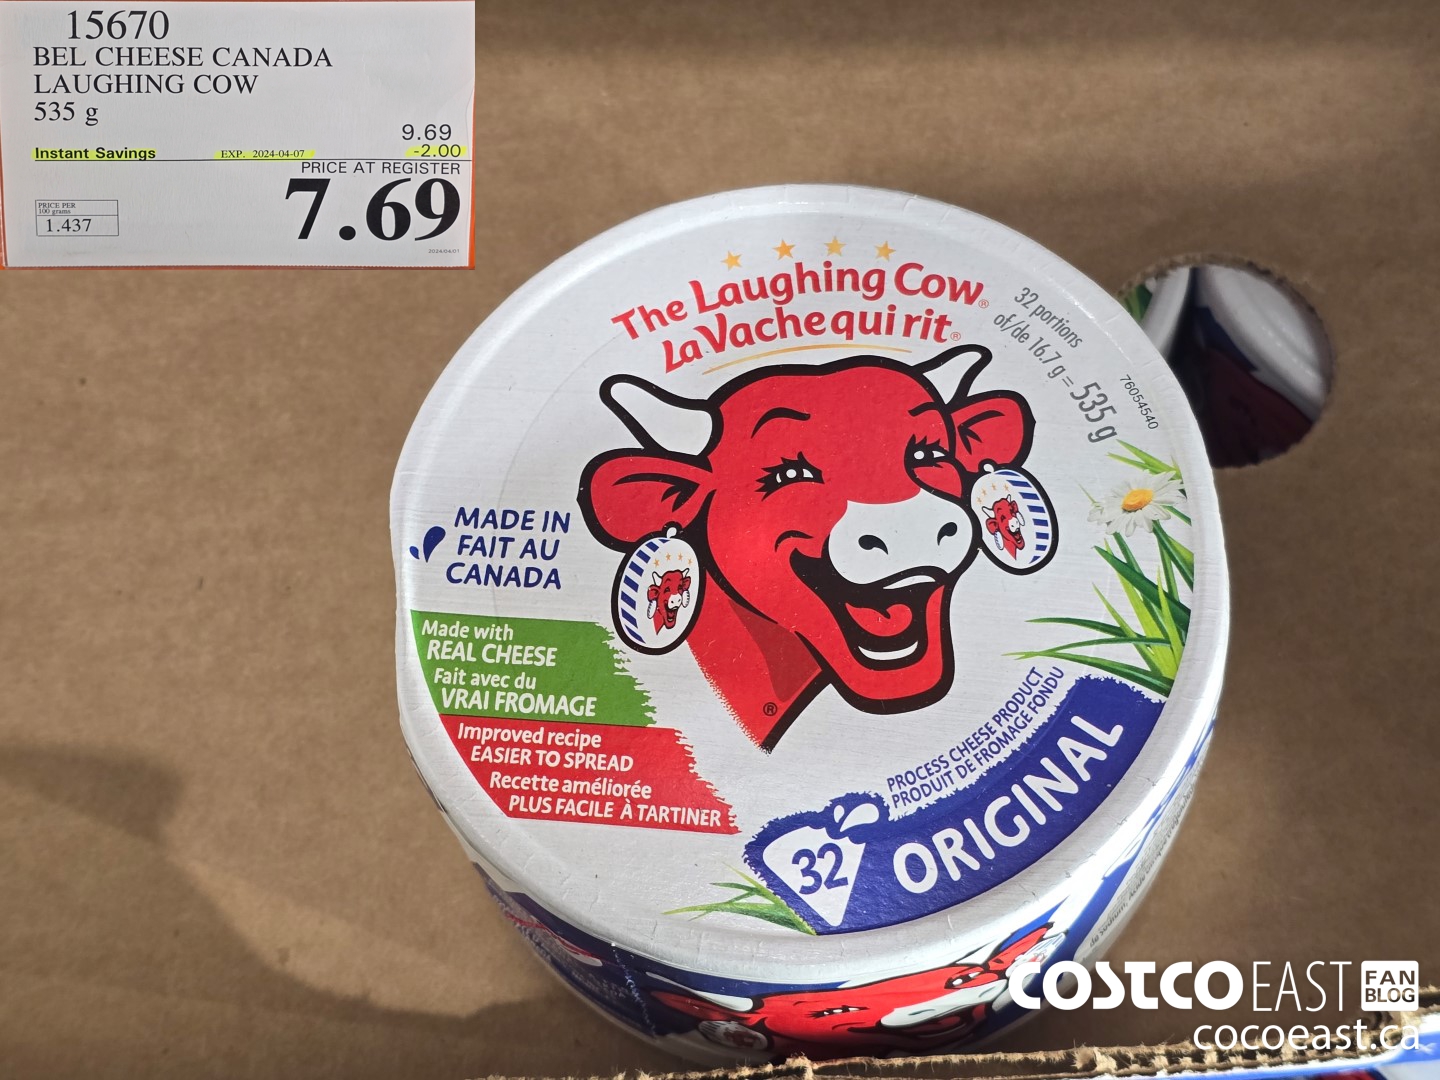 15670
BEL CHEESE CANADA
LAUGHING COW
535 g
9.69
Instant Savings EXP. 2024-04-07 -2.00
PRICE AT REGISTER
7.69
PRICE PER
100 grams
1.437
2024/04/01
The Laughing Cow®
La Vache qui rit®
32 portions
of/de 16.7 g = 535 g
76054540
MADE IN
FAIT AU
CANADA
Made with
REAL CHEESE
Fait avec du
VRAI FROMAGE
Improved recipe
EASIER TO SPREAD
Recette améliorée
PLUS FACILE À TARTINER
®
PROCESS CHEESE PRODUCT
PRODUIT DE FROMAGE FONDU
32 ORIGINAL
COSTCO EAST FAN
BLOG
cocoeast.ca